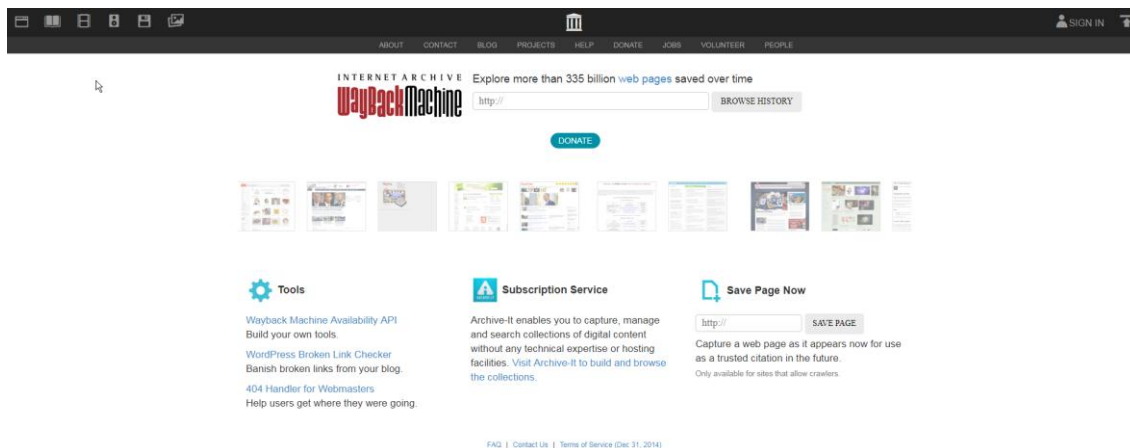 SIGN IN
ABOUT CONTACT BLOG PROJECTS HELP DONATE JOBS VOLUNTEER PEOPLE
INTERNET ARCHIVE
WayBackMachine
Explore more than 335 billion web pages saved over time
http://
BROWSE HISTORY
DONATE
Tools
Wayback Machine Availability API
Build your own tools.
WordPress Broken Link Checker
Banish broken links from your blog.
404 Handler for Webmasters
Help users get where they were going.
Subscription Service
Archive-It enables you to capture, manage
and search collections of digital content
without any technical expertise or hosting
facilities. Visit Archive-It to build and browse
the collections.
Save Page Now
http://
SAVE PAGE
Capture a web page as it appears now for use
as a trusted citation in the future.
Only available for sites that allow crawlers.
FAQ | Contact Us | Terms of Service (Dec 31, 2014)